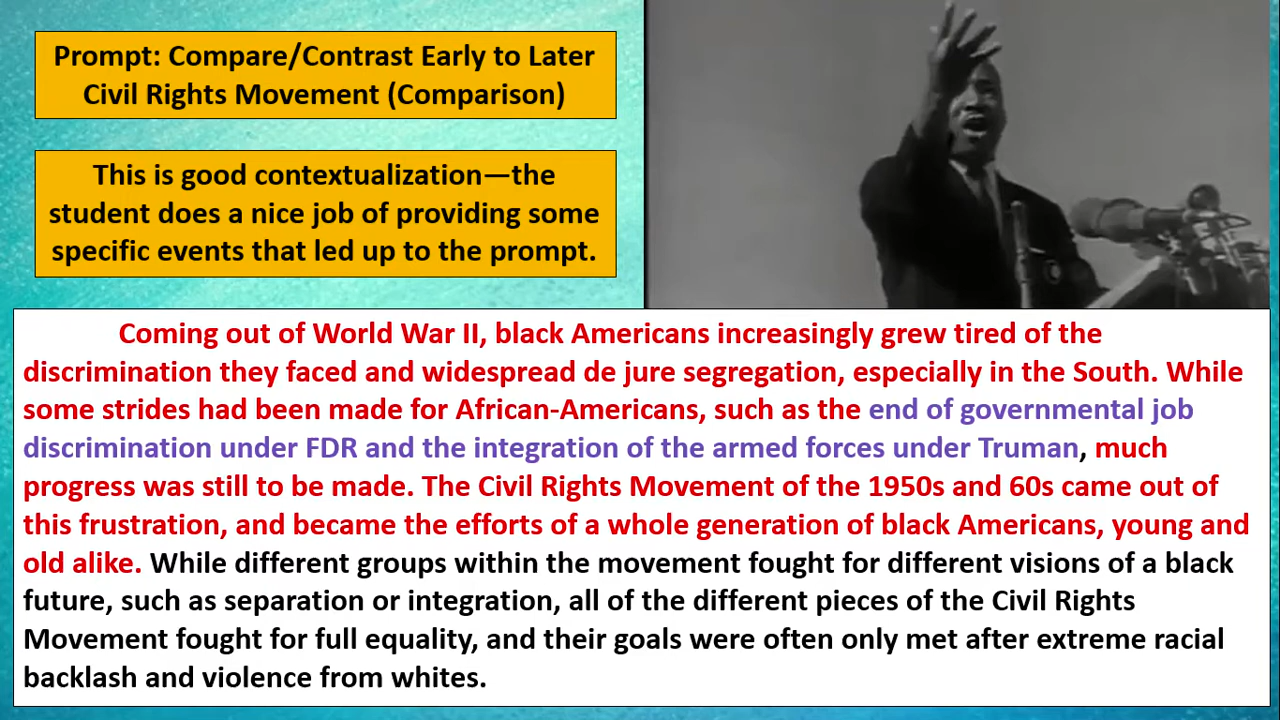 Prompt: Compare/Contrast Early to Later
Civil Rights Movement (Comparison)
This is good contextualization—the
student does a nice job of providing some
specific events that led up to the prompt.
Coming out of World War II, black Americans increasingly grew tired of the
discrimination they faced and widespread de jure segregation, especially in the South. While
some strides had been made for African-Americans, such as the end of governmental job
discrimination under FDR and the integration of the armed forces under Truman, much
progress was still to be made. The Civil Rights Movement of the 1950s and 60s came out of
this frustration, and became the efforts of a whole generation of black Americans, young and
old alike. While different groups within the movement fought for different visions of a black
future, such as separation or integration, all of the different pieces of the Civil Rights
Movement fought for full equality, and their goals were often only met after extreme racial
backlash and violence from whites.